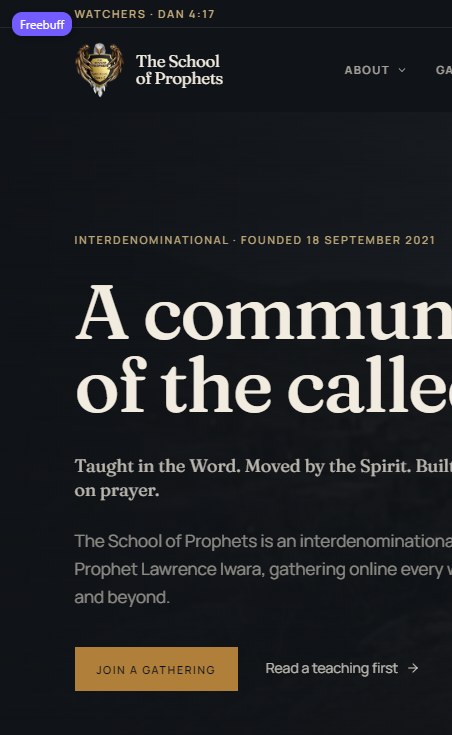 WATCHERS · DAN 4:17
Freebuff
The School
of Prophets
ABOUT
GA
INTERDENOMINATIONAL · FOUNDED 18 SEPTEMBER 2021
A commun
of the calle
Taught in the Word. Moved by the Spirit. Built
on prayer.
The School of Prophets is an interdenominationa
Prophet Lawrence Iwara, gathering online every w
and beyond.
JOIN A GATHERING
Read a teaching first →